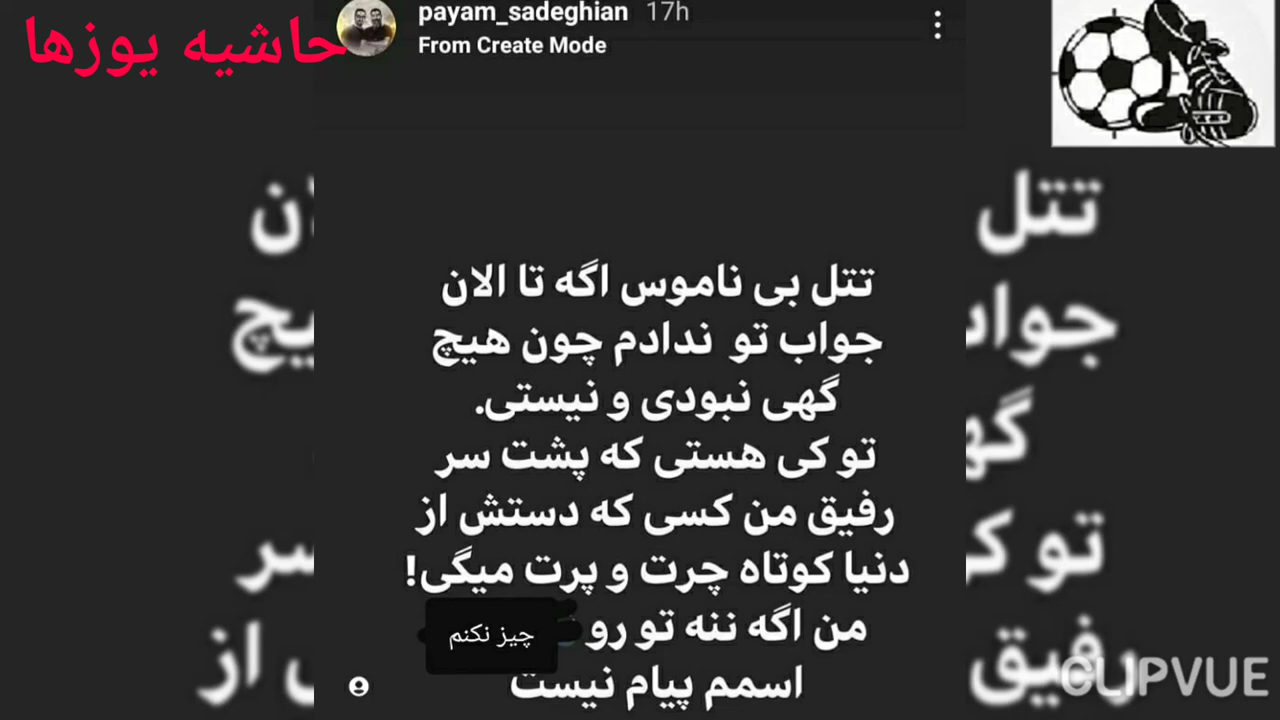 حاشیه یوزها
payam_sadeghian 17h
From Create Mode
تتل بی ناموس اگه تا الان
جواب تو ندادم چون هیچ
گهی نبودی و نیستی.
تو کی هستی که پشت سر
رفیق من کسی که دستش از
دنیا کوتاه چرت و پرت میگی!
من اگه ننه تو رو چیز نکنم
اسمم پیام نیست
CLIPVUE